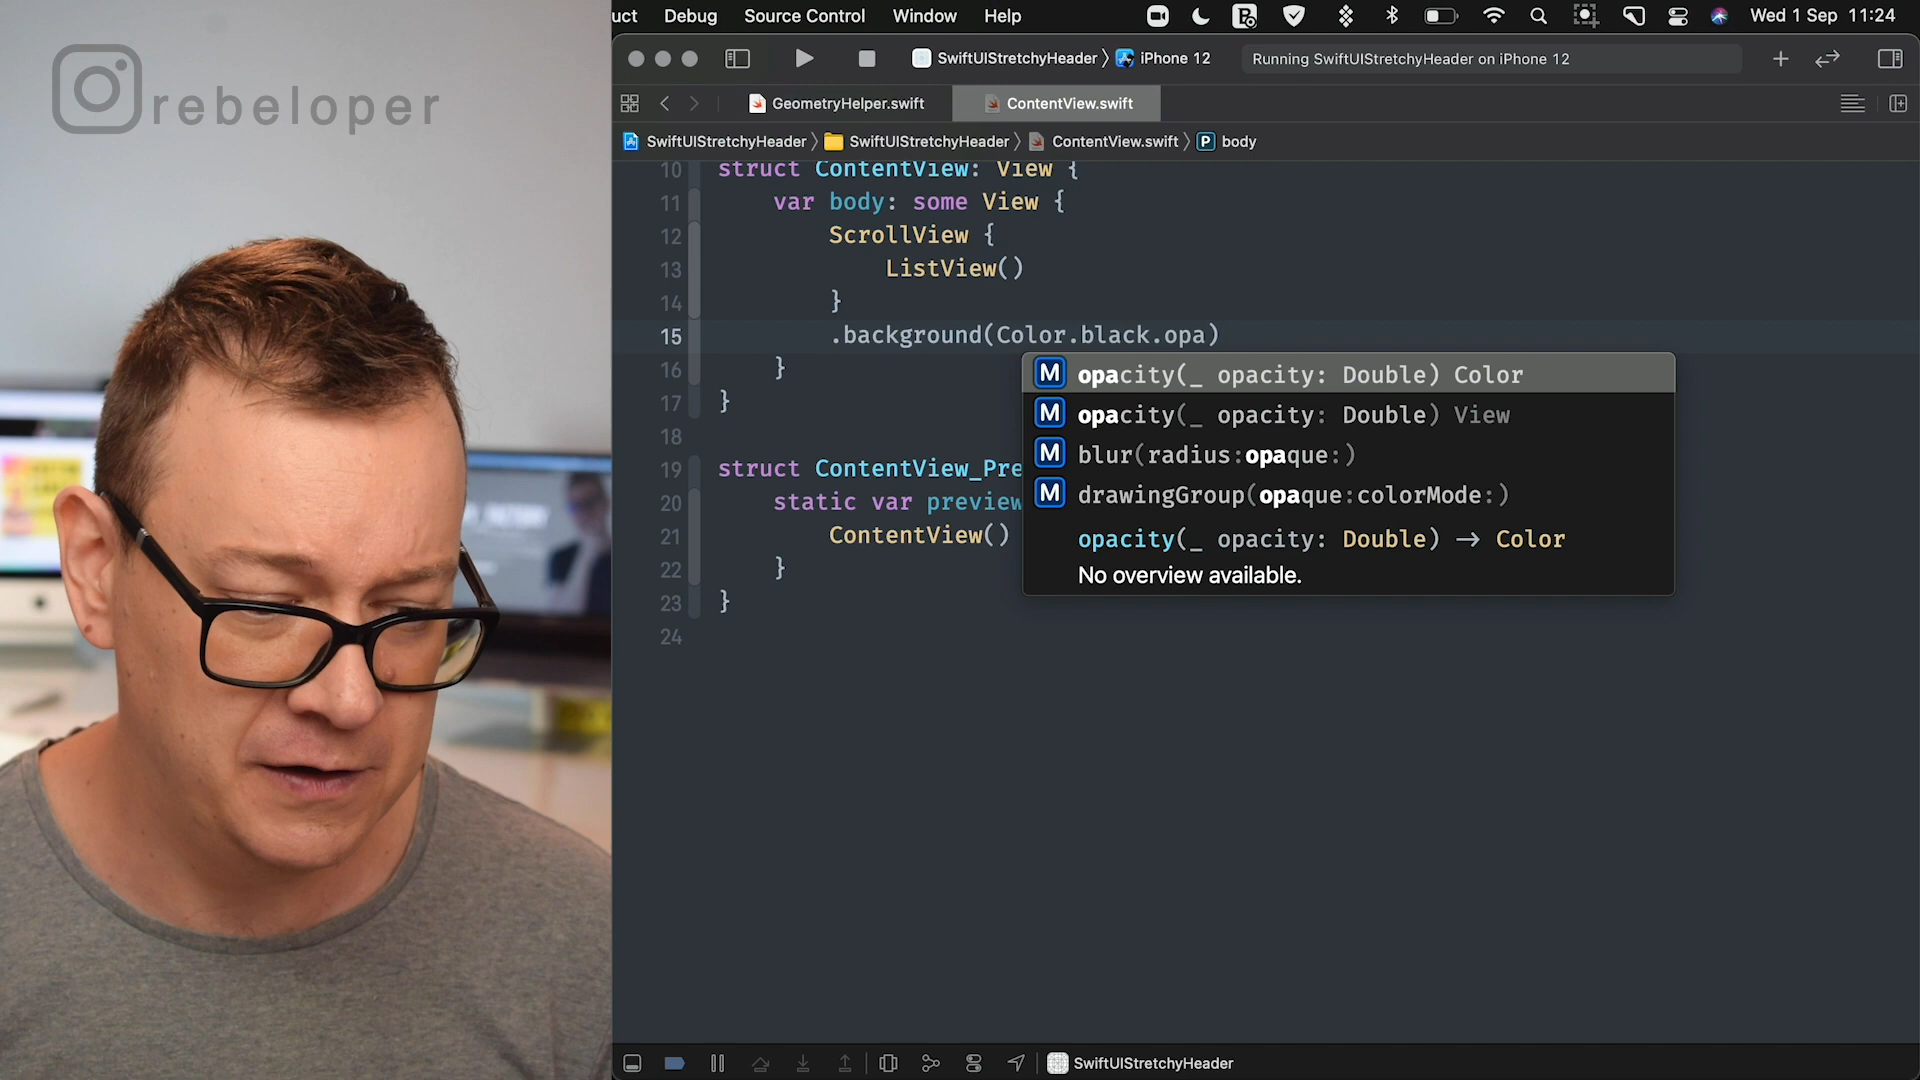 uct Debug Source Control Window Help Wed 1 Sep 11:24
SwiftUIStretchyHeader iPhone 12 Running SwiftUIStretchyHeader on iPhone 12
rebeloper
GeometryHelper.swift ContentView.swift
SwiftUIStretchyHeader SwiftUIStretchyHeader ContentView.swift P body
10 struct ContentView: View {
11 var body: some View {
12 ScrollView {
13 ListView()
14 }
15 .background(Color.black.opa)
16 }
17 }
18
19 struct ContentView_Pre
20 static var preview
21 ContentView()
22 }
23 }
24
M opacity(_ opacity: Double) Color
M opacity(_ opacity: Double) View
M blur(radius:opaque:)
M drawingGroup(opaque:colorMode:)
opacity(_ opacity: Double) → Color
No overview available.
SwiftUIStretchyHeader